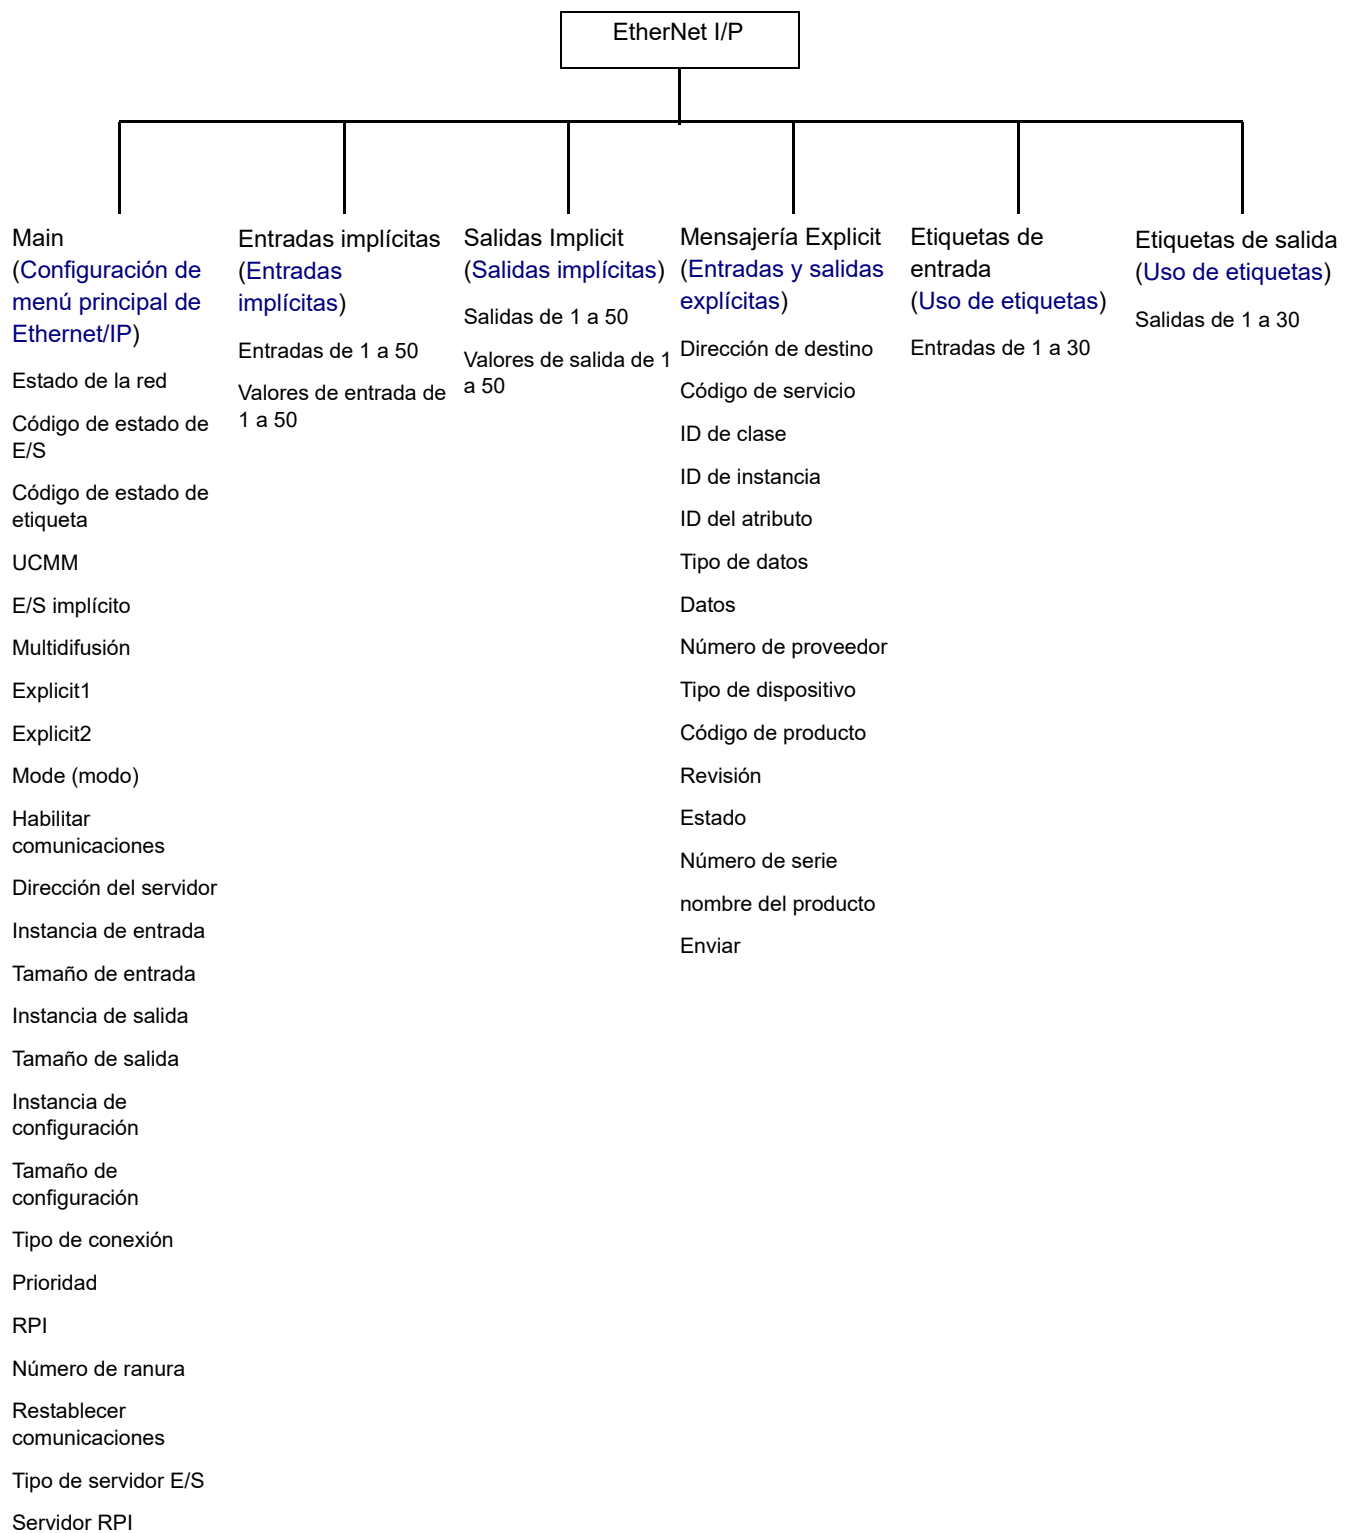 EtherNet I/P
Main
(Configuración de
menú principal de
Ethernet/IP)
Estado de la red
Código de estado de
E/S
Código de estado de
etiqueta
UCMM
E/S implícito
Multidifusión
Explicit1
Explicit2
Mode (modo)
Habilitar
comunicaciones
Dirección del servidor
Instancia de entrada
Tamaño de entrada
Instancia de salida
Tamaño de salida
Instancia de
configuración
Tamaño de
configuración
Tipo de conexión
Prioridad
RPI
Número de ranura
Restablecer
comunicaciones
Tipo de servidor E/S
Servidor RPI
Entradas implícitas
(Entradas
implícitas)
Entradas de 1 a 50
Valores de entrada de
1 a 50
Salidas Implicit
(Salidas implícitas)
Salidas de 1 a 50
Valores de salida de 1
a 50
Mensajería Explicit
(Entradas y salidas
explícitas)
Dirección de destino
Código de servicio
ID de clase
ID de instancia
ID del atributo
Tipo de datos
Datos
Número de proveedor
Tipo de dispositivo
Código de producto
Revisión
Estado
Número de serie
nombre del producto
Enviar
Etiquetas de
entrada
(Uso de etiquetas)
Entradas de 1 a 30
Etiquetas de salida
(Uso de etiquetas)
Salidas de 1 a 30